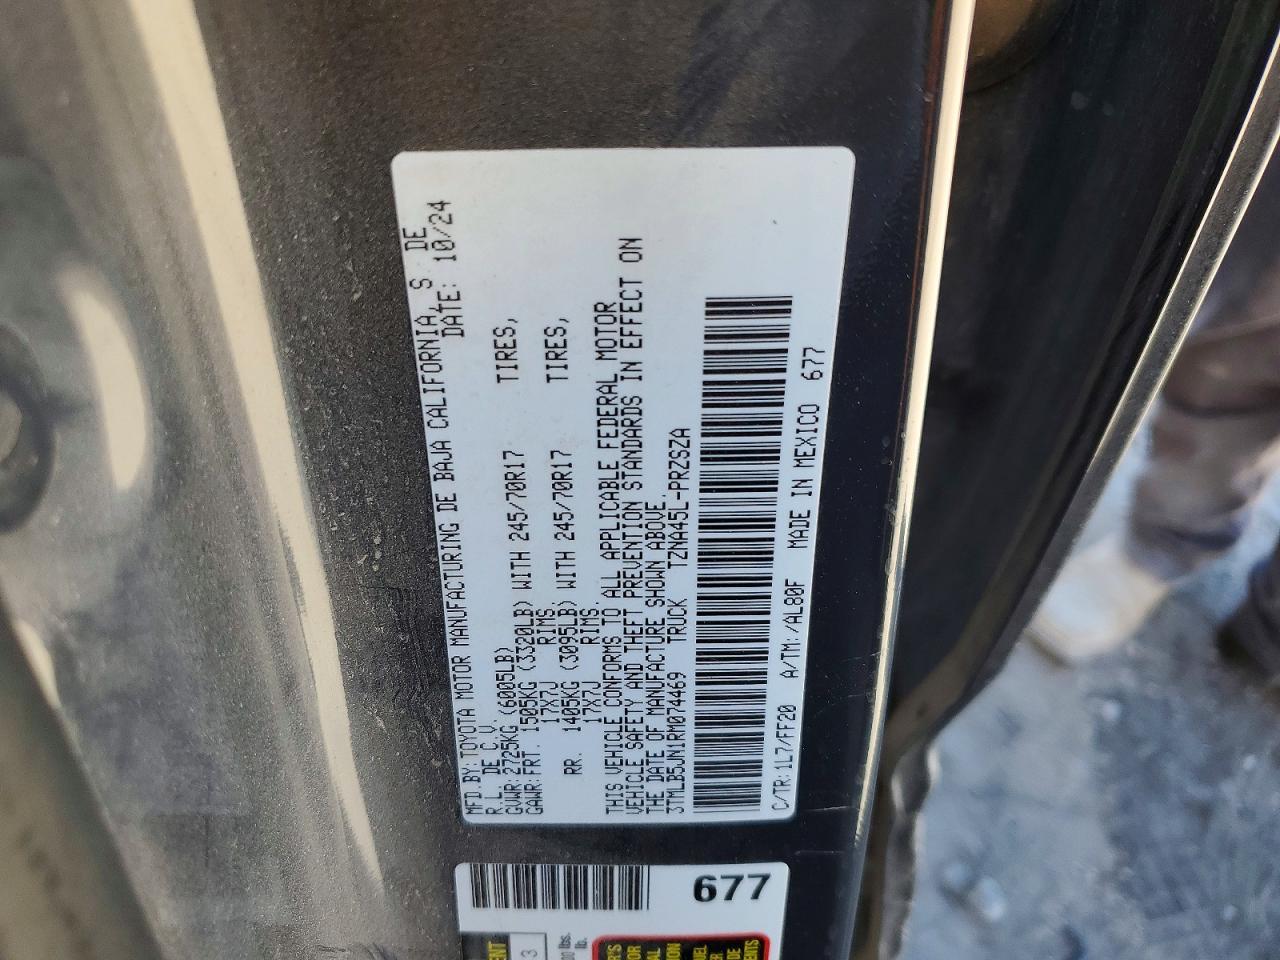 MFD.BY: TOYOTA MOTOR MANUFACTURING DE BAJA CALIFORNIA, S DE
R.L. DE C.V. DATE: 10/24
GVWR: 2725KG (6005LB)
GAWR: FRT. 1505KG (3320LB) WITH 245/70R17 TIRES,
17X7J RIMS.
RR. 1405KG (3095LB) WITH 245/70R17 TIRES,
17X7J RIMS.
THIS VEHICLE CONFORMS TO ALL APPLICABLE FEDERAL MOTOR
VEHICLE SAFETY AND THEFT PREVENTION STANDARDS IN EFFECT ON
THE DATE OF MANUFACTURE SHOWN ABOVE.
3TMLB5JN1RM074469 TRUCK TZNA45L-PRZSZA
C/TR: 1L7/FF20 A/TM: /AL80F MADE IN MEXICO 677
677
3
lbs.
lb.